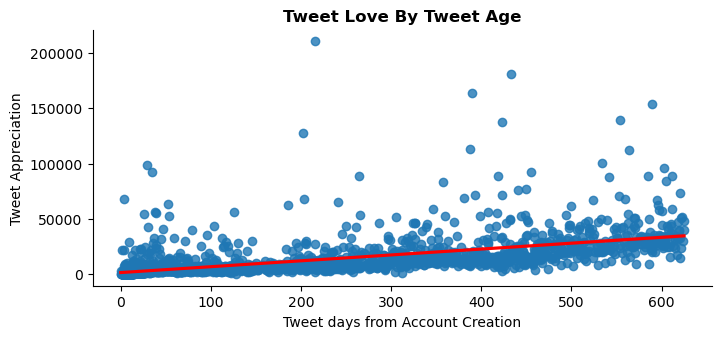 Tweet Love By Tweet Age
200000
150000
100000
50000
0
Tweet Appreciation
0 100 200 300 400 500 600
Tweet days from Account Creation